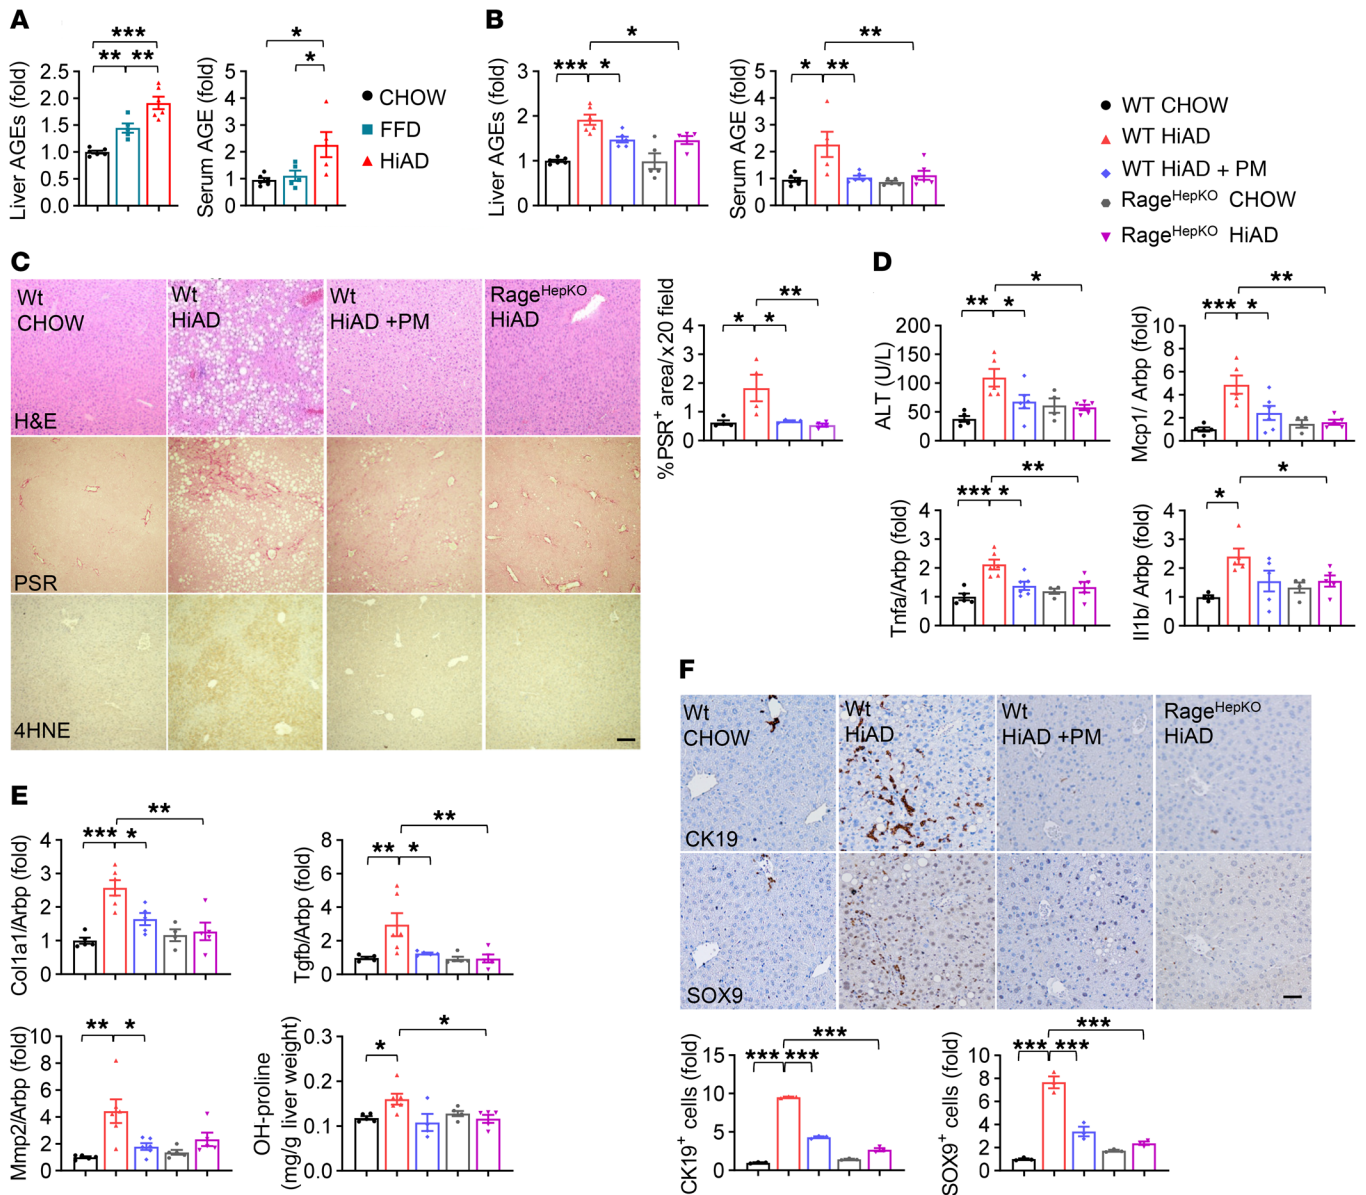 A
B
***
** **
2.5
2.0
1.5
1.0
0.5
0.0
Liver AGEs (fold)
*
*
5
4
3
2
1
0
Serum AGE (fold)
CHOW
FFD
HiAD
*
*** *
3
2
1
0
Liver AGEs (fold)
**
* **
5
4
3
2
1
0
Serum AGE (fold)
WT CHOW
WT HiAD
WT HiAD + PM
Rage^HepKO CHOW
Rage^HepKO HiAD
C
Wt
CHOW
H&E
Wt
HiAD
Wt
HiAD +PM
Rage^HepKO
HiAD
PSR
4HNE
**
* *
4
3
2
1
0
%PSR+ area/x20 field
D
*
** *
200
150
100
50
0
ALT (U/L)
**
*** *
10
8
6
4
2
0
Mcp1/ Arbp (fold)
**
*** *
4
3
2
1
0
Tnfa/Arbp (fold)
*
*
4
3
2
1
0
Il1b/ Arbp (fold)
E
**
*** *
4
3
2
1
0
Col1a1/Arbp (fold)
**
** *
8
6
4
2
0
Tgfb/Arbp (fold)
** *
10
8
6
4
2
0
Mmp2/Arbp (fold)
*
*
0.3
0.2
0.1
0.0
OH-proline
(mg/g liver weight)
F
Wt
CHOW
CK19
Wt
HiAD
Wt
HiAD +PM
Rage^HepKO
HiAD
SOX9
***
*** ***
15
10
5
0
CK19+ cells (fold)
***
*** ***
10
8
6
4
2
0
SOX9+ cells (fold)